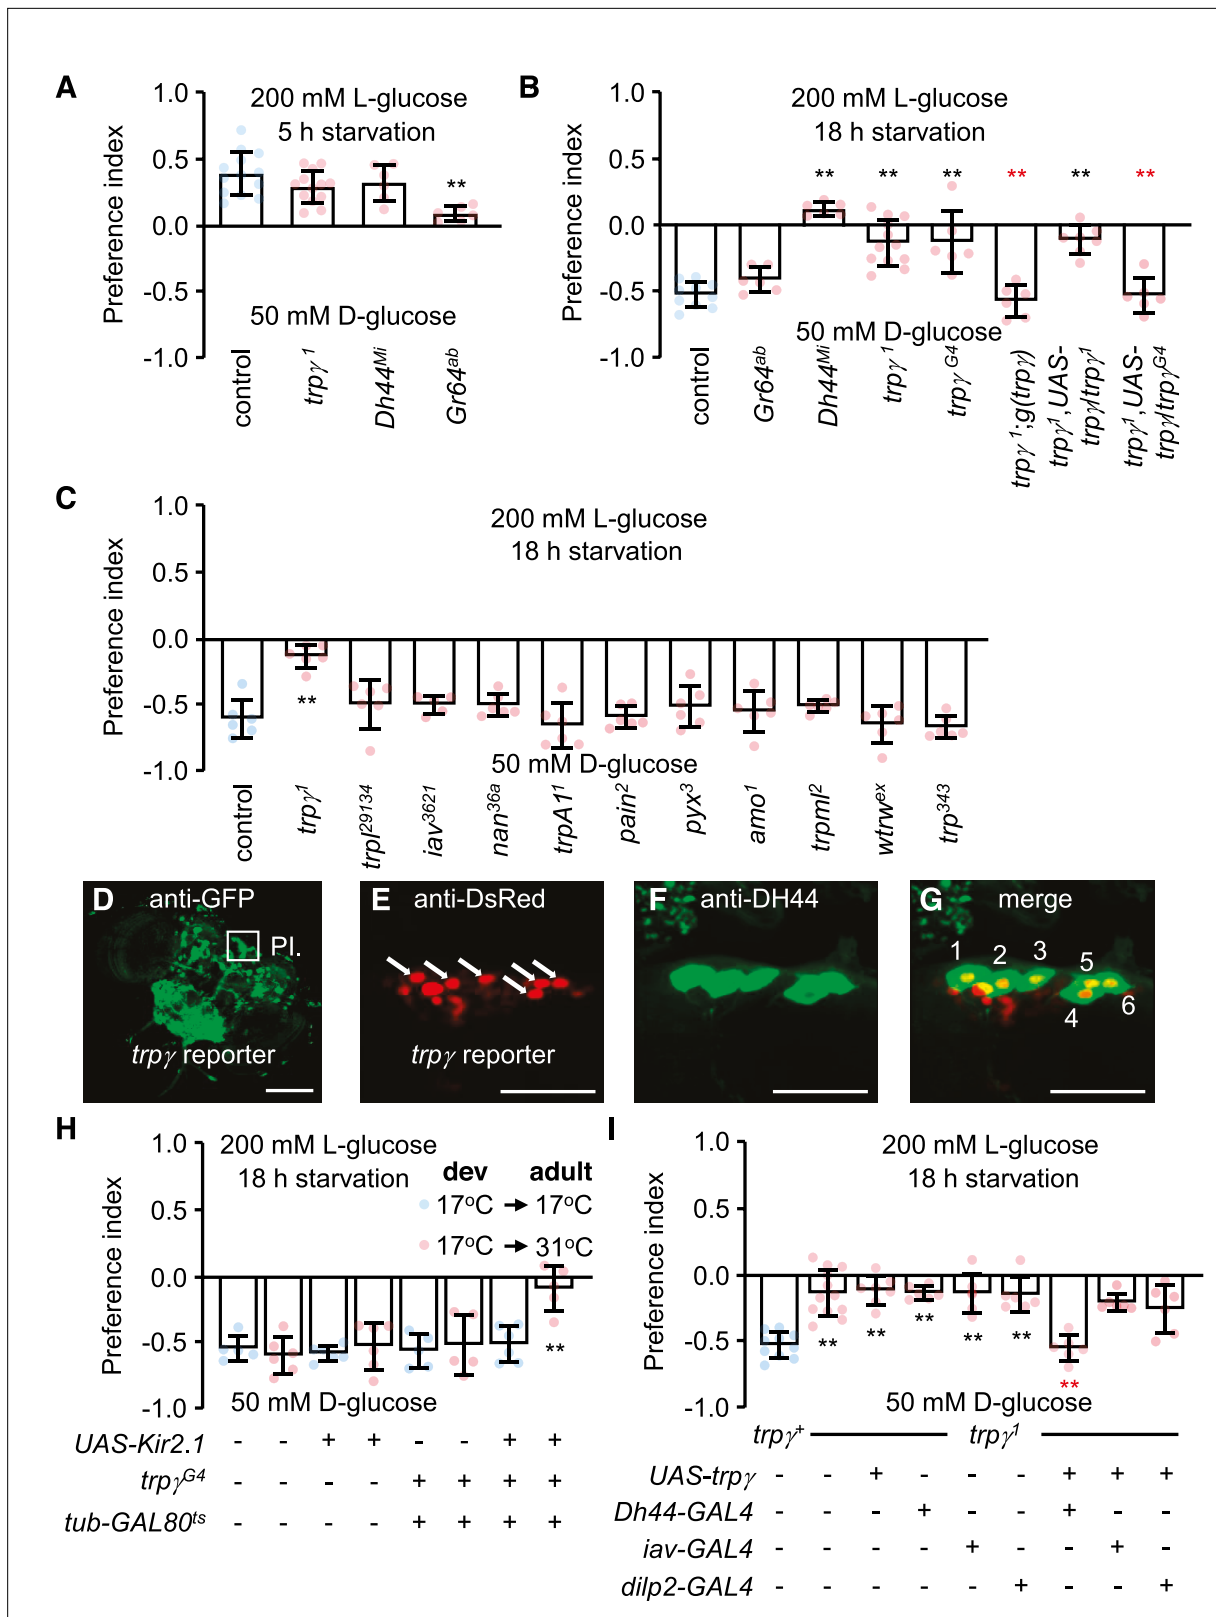 A
1.0
0.5
0.0
-0.5
-1.0
Preference index
200 mM L-glucose
5 h starvation
**
50 mM D-glucose
control
trpγ¹
Dh44ᴹⁱ
Gr64ᵃᵇ
B
1.0
0.5
0.0
-0.5
-1.0
Preference index
200 mM L-glucose
18 h starvation
** ** ** ** ** **
50 mM D-glucose
control
Gr64ᵃᵇ
Dh44ᴹⁱ
trpγ¹
trpγᴳ⁴
trpγ¹;g(trpγ)
trpγ¹,UAS-
trpγ/trpγ¹
trpγ¹,UAS-
trpγ/trpγᴳ⁴
C
1.0
0.5
0.0
-0.5
-1.0
Preference index
200 mM L-glucose
18 h starvation
**
50 mM D-glucose
control
trpγ¹
trpl²⁹¹³⁴
iav³⁶²¹
nan³⁶ᵃ
trpA1¹
pain²
pyx³
amo¹
trpml²
wtrwᵉˣ
trp³⁴³
D anti-GFP
PI.
trpγ reporter
E anti-DsRed
trpγ reporter
F anti-DH44
G merge
1 2 3 5
4 6
H
1.0
0.5
0.0
-0.5
-1.0
Preference index
200 mM L-glucose
18 h starvation
dev adult
17°C → 17°C
17°C → 31°C
**
50 mM D-glucose
UAS-Kir2.1 - - + + - - + +
trpγᴳ⁴ - - - - + + + +
tub-GAL80ᵗˢ - - - - + + + +
I
1.0
0.5
0.0
-0.5
-1.0
Preference index
200 mM L-glucose
18 h starvation
** ** ** ** ** **
50 mM D-glucose
trpγ⁺ trpγ¹
UAS-trpγ - - + - - - + + +
Dh44-GAL4 - - - + - - + - -
iav-GAL4 - - - - + - - + -
dilp2-GAL4 - - - - - + - - +